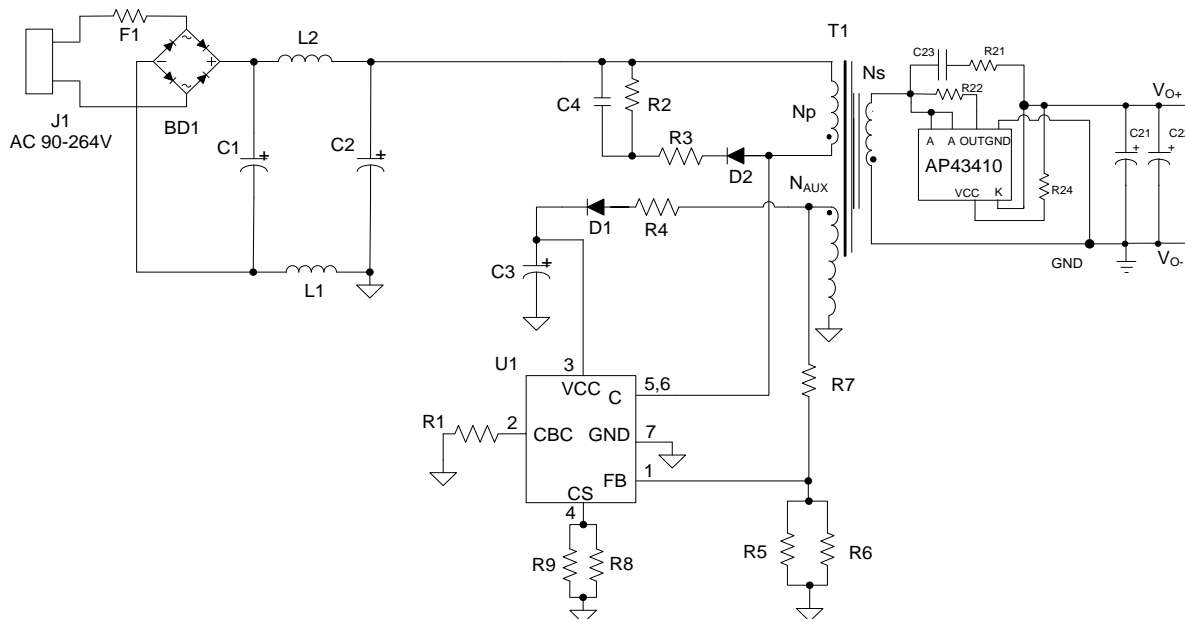 T1
F1
L2
C23
R21
Ns
R22
VO+
J1
AC 90-264V
BD1
C4
R2
Np
A
A
OUT
GND
C1
C2
R3
D2
AP43410
C21
C22
VCC
K
R24
NAUX
D1
R4
C3
L1
GND
VO-
U1
3
VCC
5,6
C
R7
R1
2
CBC
GND
7
FB
1
CS
4
R9
R8
R5
R6